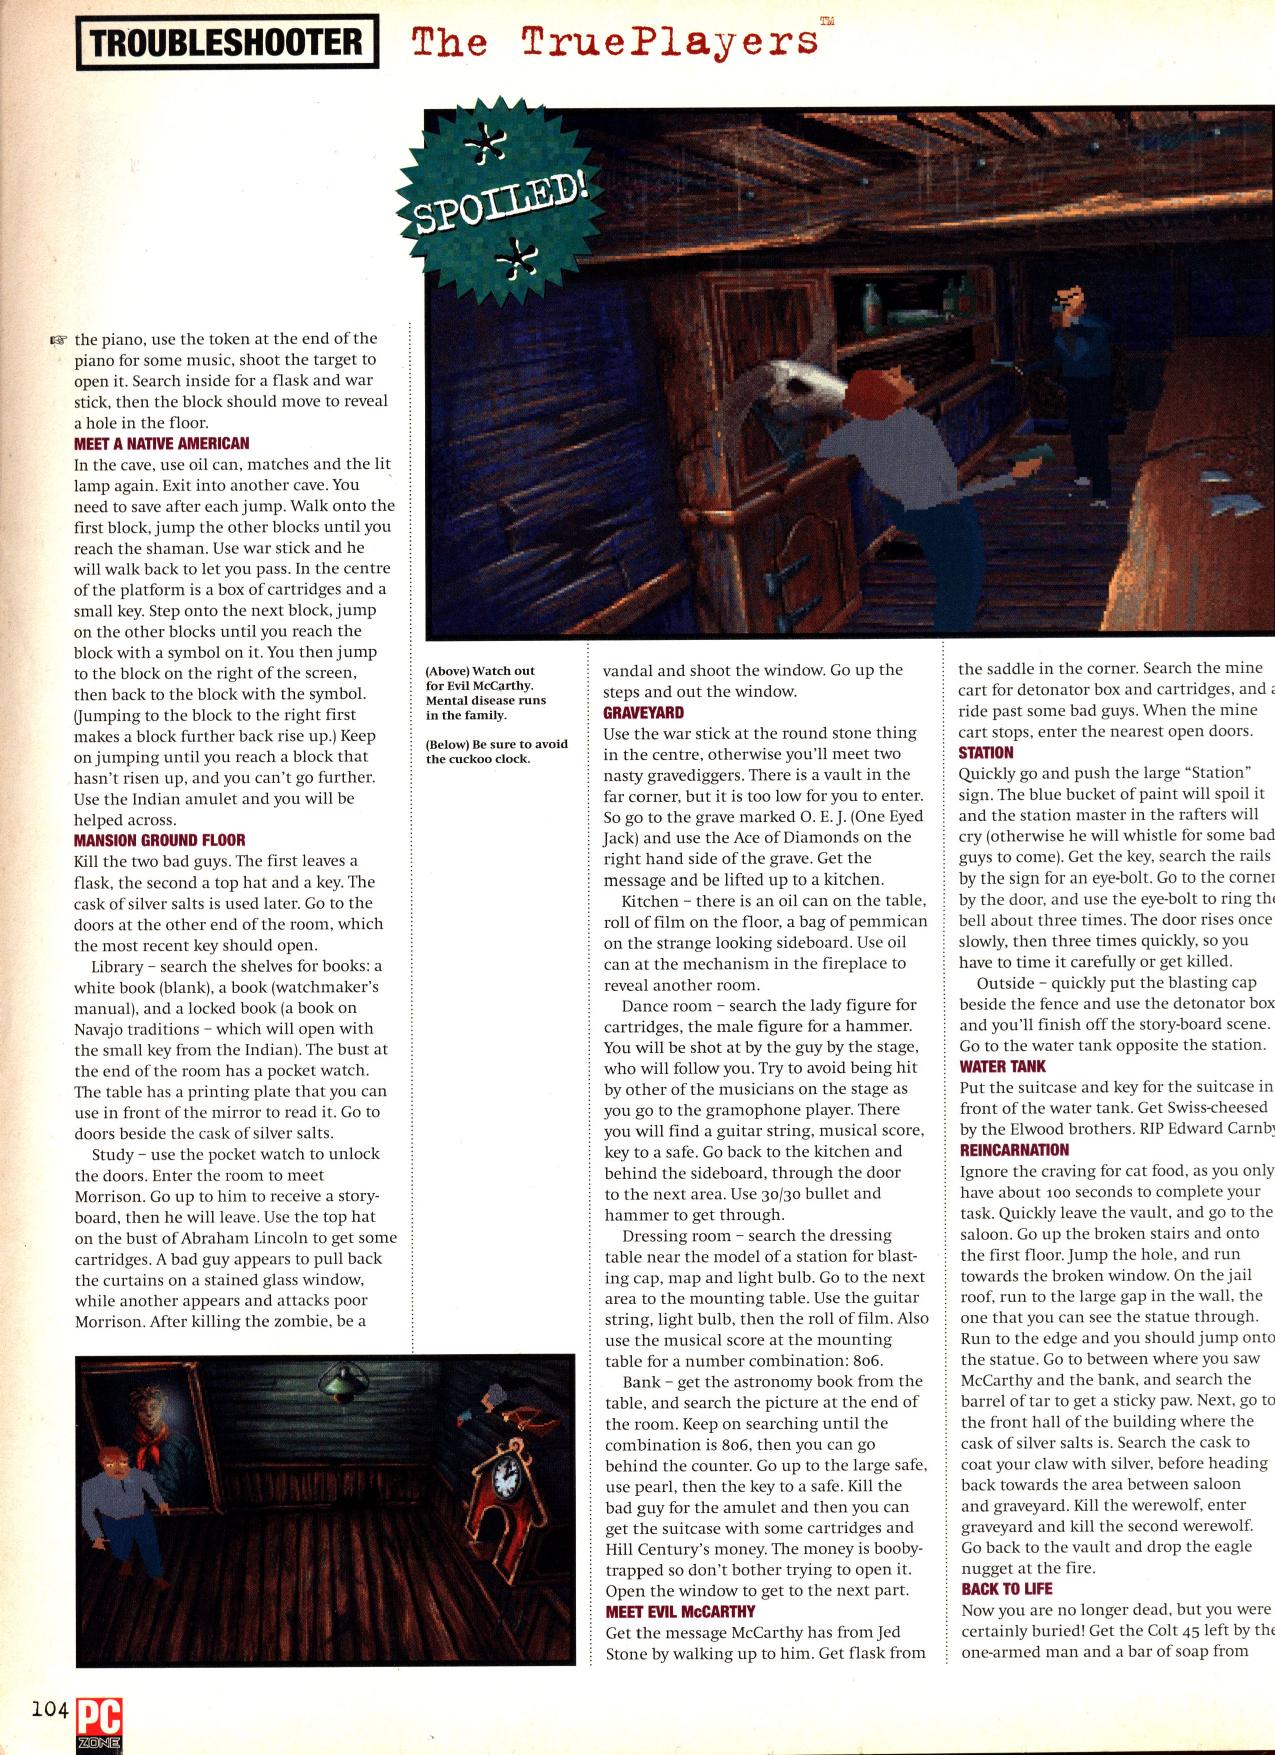 TROUBLESHOOTER
The TruePlayers™
SPOILED!
☞ the piano, use the token at the end of the
piano for some music, shoot the target to
open it. Search inside for a flask and war
stick, then the block should move to reveal
a hole in the floor.
MEET A NATIVE AMERICAN
In the cave, use oil can, matches and the lit
lamp again. Exit into another cave. You
need to save after each jump. Walk onto the
first block, jump the other blocks until you
reach the shaman. Use war stick and he
will walk back to let you pass. In the centre
of the platform is a box of cartridges and a
small key. Step onto the next block, jump
on the other blocks until you reach the
block with a symbol on it. You then jump
to the block on the right of the screen,
then back to the block with the symbol.
(Jumping to the block to the right first
makes a block further back rise up.) Keep
on jumping until you reach a block that
hasn't risen up, and you can't go further.
Use the Indian amulet and you will be
helped across.
MANSION GROUND FLOOR
Kill the two bad guys. The first leaves a
flask, the second a top hat and a key. The
cask of silver salts is used later. Go to the
doors at the other end of the room, which
the most recent key should open.
Library – search the shelves for books: a
white book (blank), a book (watchmaker's
manual), and a locked book (a book on
Navajo traditions – which will open with
the small key from the Indian). The bust at
the end of the room has a pocket watch.
The table has a printing plate that you can
use in front of the mirror to read it. Go to
doors beside the cask of silver salts.
Study – use the pocket watch to unlock
the doors. Enter the room to meet
Morrison. Go up to him to receive a story-
board, then he will leave. Use the top hat
on the bust of Abraham Lincoln to get some
cartridges. A bad guy appears to pull back
the curtains on a stained glass window,
while another appears and attacks poor
Morrison. After killing the zombie, be a
(Above) Watch out
for Evil McCarthy.
Mental disease runs
in the family.
(Below) Be sure to avoid
the cuckoo clock.
vandal and shoot the window. Go up the
steps and out the window.
GRAVEYARD
Use the war stick at the round stone thing
in the centre, otherwise you'll meet two
nasty gravediggers. There is a vault in the
far corner, but it is too low for you to enter.
So go to the grave marked O. E. J. (One Eyed
Jack) and use the Ace of Diamonds on the
right hand side of the grave. Get the
message and be lifted up to a kitchen.
Kitchen – there is an oil can on the table,
roll of film on the floor, a bag of pemmican
on the strange looking sideboard. Use oil
can at the mechanism in the fireplace to
reveal another room.
Dance room – search the lady figure for
cartridges, the male figure for a hammer.
You will be shot at by the guy by the stage,
who will follow you. Try to avoid being hit
by other of the musicians on the stage as
you go to the gramophone player. There
you will find a guitar string, musical score,
key to a safe. Go back to the kitchen and
behind the sideboard, through the door
to the next area. Use 30/30 bullet and
hammer to get through.
Dressing room – search the dressing
table near the model of a station for blast-
ing cap, map and light bulb. Go to the next
area to the mounting table. Use the guitar
string, light bulb, then the roll of film. Also
use the musical score at the mounting
table for a number combination: 806.
Bank – get the astronomy book from the
table, and search the picture at the end of
the room. Keep on searching until the
combination is 806, then you can go
behind the counter. Go up to the large safe,
use pearl, then the key to a safe. Kill the
bad guy for the amulet and then you can
get the suitcase with some cartridges and
Hill Century's money. The money is booby-
trapped so don't bother trying to open it.
Open the window to get to the next part.
MEET EVIL McCARTHY
Get the message McCarthy has from Jed
Stone by walking up to him. Get flask from
the saddle in the corner. Search the mine
cart for detonator box and cartridges, and a
ride past some bad guys. When the mine
cart stops, enter the nearest open doors.
STATION
Quickly go and push the large "Station"
sign. The blue bucket of paint will spoil it
and the station master in the rafters will
cry (otherwise he will whistle for some bad
guys to come). Get the key, search the rails
by the sign for an eye-bolt. Go to the corner
by the door, and use the eye-bolt to ring the
bell about three times. The door rises once
slowly, then three times quickly, so you
have to time it carefully or get killed.
Outside – quickly put the blasting cap
beside the fence and use the detonator box
and you'll finish off the story-board scene.
Go to the water tank opposite the station.
WATER TANK
Put the suitcase and key for the suitcase in
front of the water tank. Get Swiss-cheesed
by the Elwood brothers. RIP Edward Carnby
REINCARNATION
Ignore the craving for cat food, as you only
have about 100 seconds to complete your
task. Quickly leave the vault, and go to the
saloon. Go up the broken stairs and onto
the first floor. Jump the hole, and run
towards the broken window. On the jail
roof, run to the large gap in the wall, the
one that you can see the statue through.
Run to the edge and you should jump onto
the statue. Go to between where you saw
McCarthy and the bank, and search the
barrel of tar to get a sticky paw. Next, go to
the front hall of the building where the
cask of silver salts is. Search the cask to
coat your claw with silver, before heading
back towards the area between saloon
and graveyard. Kill the werewolf, enter
graveyard and kill the second werewolf.
Go back to the vault and drop the eagle
nugget at the fire.
BACK TO LIFE
Now you are no longer dead, but you were
certainly buried! Get the Colt 45 left by the
one-armed man and a bar of soap from
104 PC
ZONE